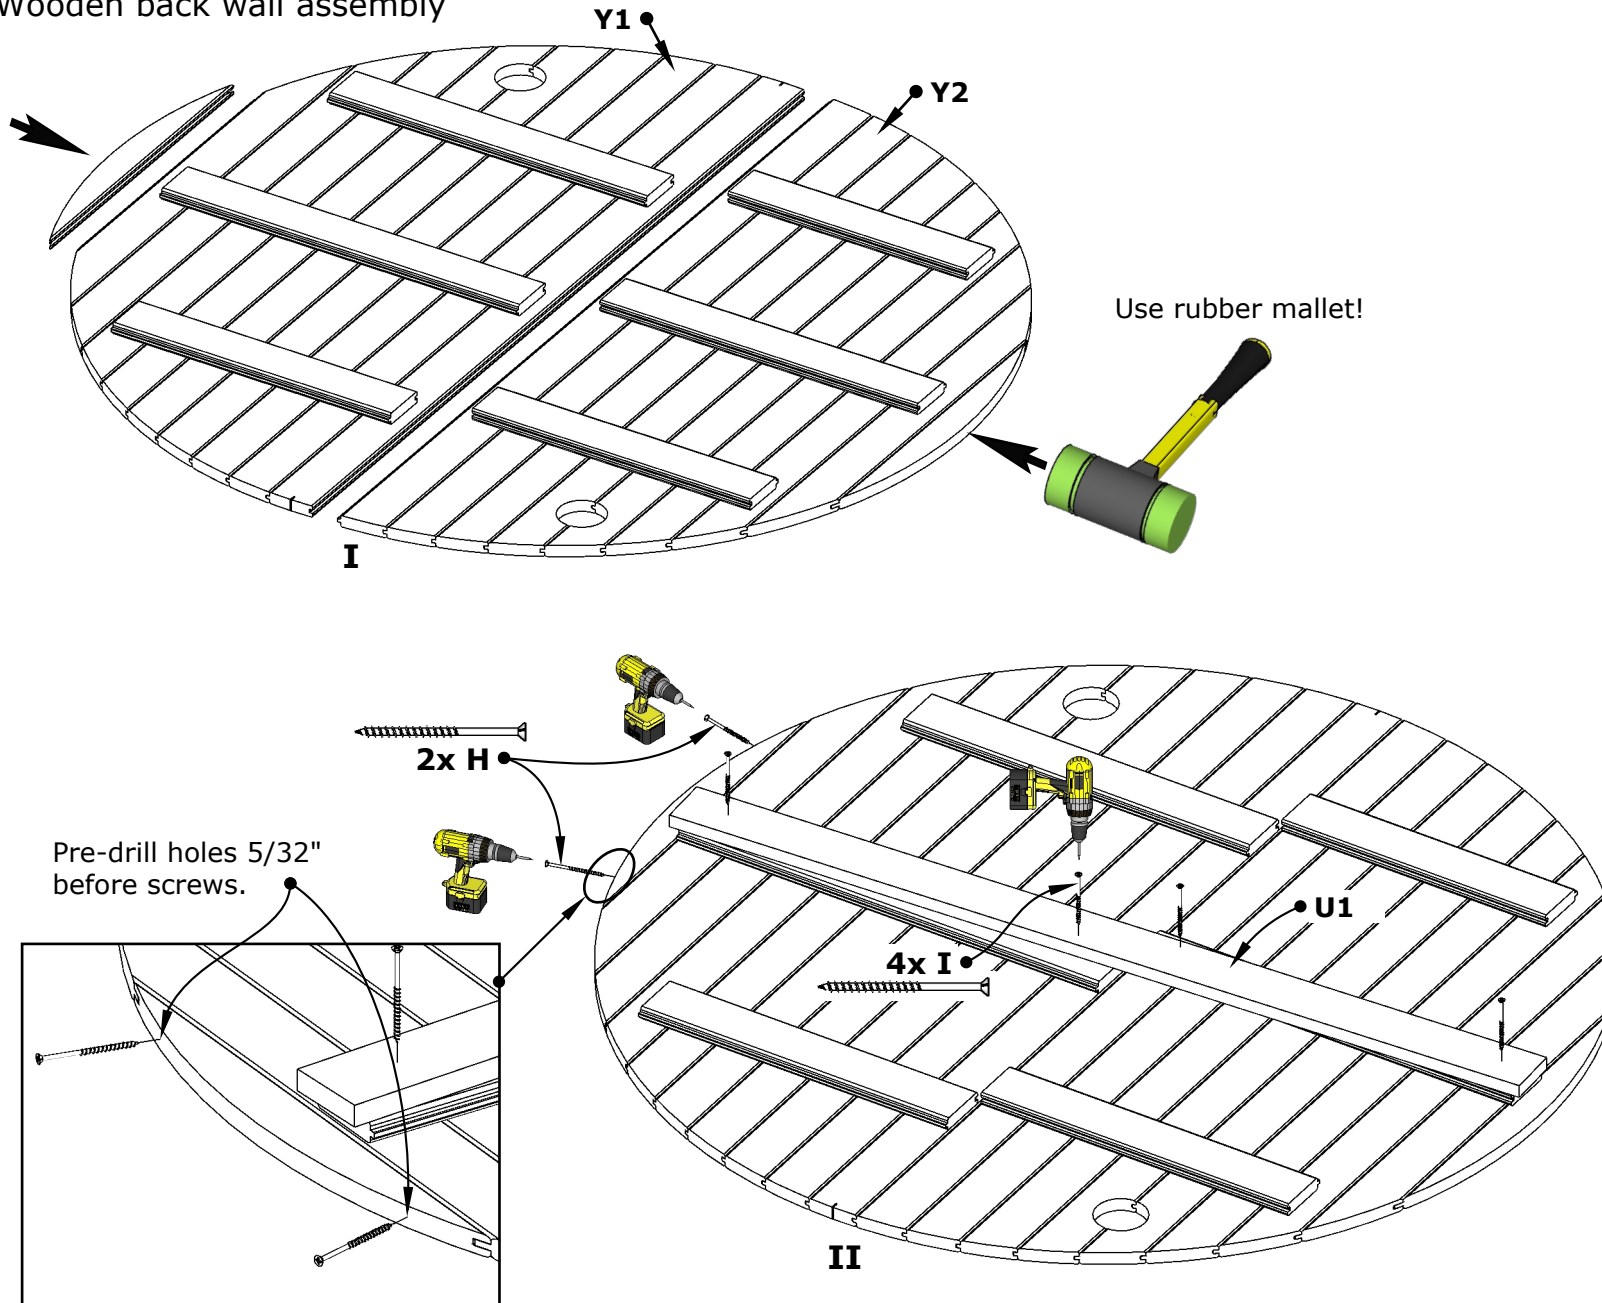 Wooden back wall assembly
Y1
Y2
Use rubber mallet!
I
2x H
Pre-drill holes 5/32"
before screws.
U1
4x I
II